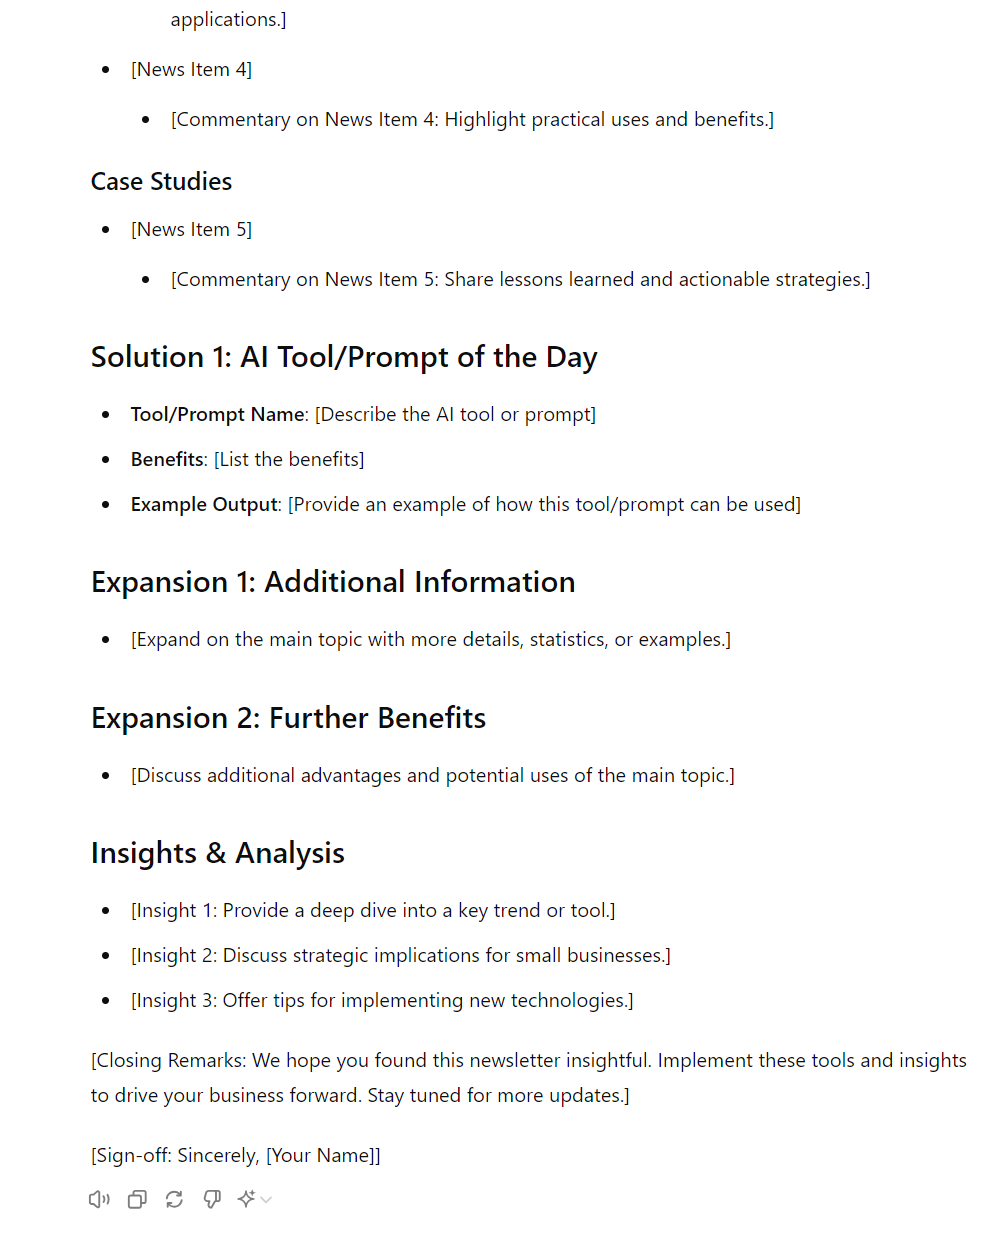 applications.]
[News Item 4]
[Commentary on News Item 4: Highlight practical uses and benefits.]
Case Studies
[News Item 5]
[Commentary on News Item 5: Share lessons learned and actionable strategies.]
Solution 1: AI Tool/Prompt of the Day
Tool/Prompt Name: [Describe the AI tool or prompt]
Benefits: [List the benefits]
Example Output: [Provide an example of how this tool/prompt can be used]
Expansion 1: Additional Information
[Expand on the main topic with more details, statistics, or examples.]
Expansion 2: Further Benefits
[Discuss additional advantages and potential uses of the main topic.]
Insights & Analysis
[Insight 1: Provide a deep dive into a key trend or tool.]
[Insight 2: Discuss strategic implications for small businesses.]
[Insight 3: Offer tips for implementing new technologies.]
[Closing Remarks: We hope you found this newsletter insightful. Implement these tools and insights
to drive your business forward. Stay tuned for more updates.]
[Sign-off: Sincerely, [Your Name]]